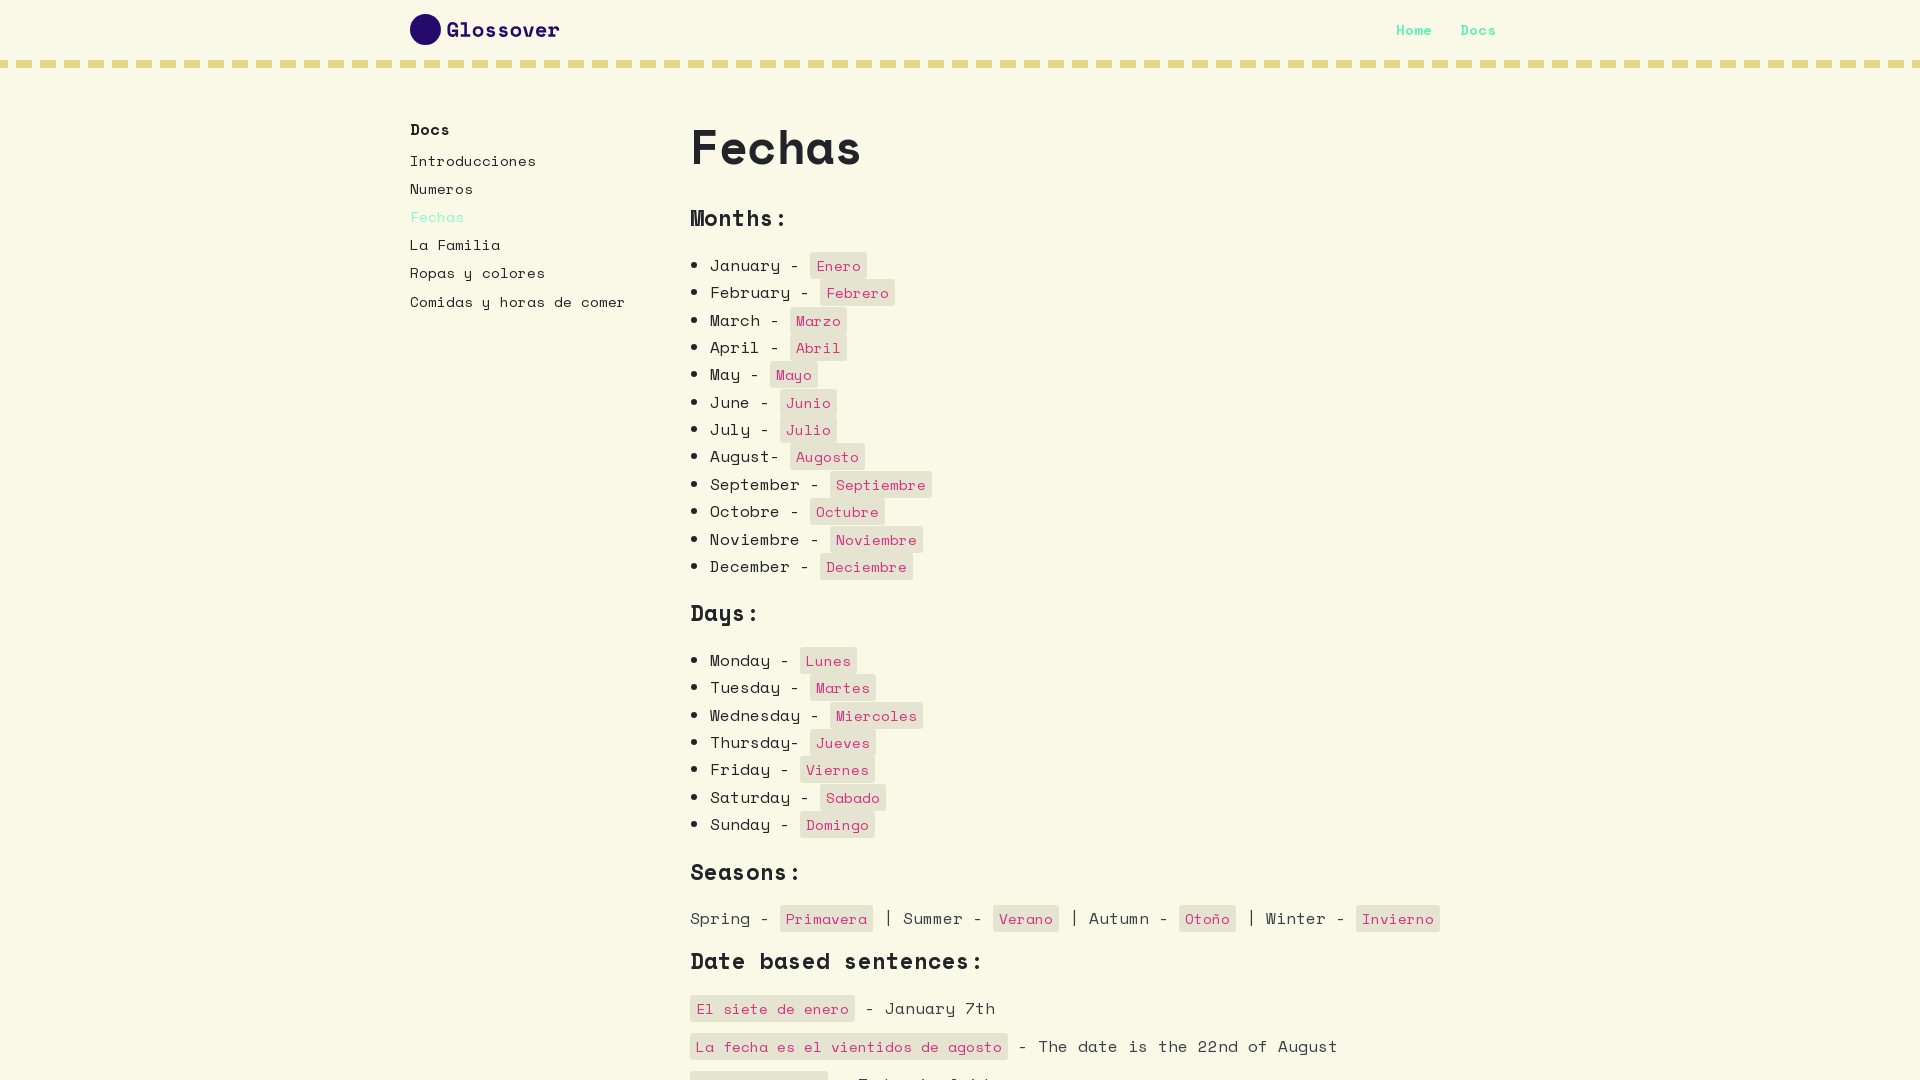 Glossover
Home Docs
Docs
Introducciones
Numeros
Fechas
La Familia
Ropas y colores
Comidas y horas de comer
Fechas
Months:
January - Enero
February - Febrero
March - Marzo
April - Abril
May - Mayo
June - Junio
July - Julio
August- Augosto
September - Septiembre
Octobre - Octubre
Noviembre - Noviembre
December - Deciembre
Days:
Monday - Lunes
Tuesday - Martes
Wednesday - Miercoles
Thursday- Jueves
Friday - Viernes
Saturday - Sabado
Sunday - Domingo
Seasons:
Spring - Primavera | Summer - Verano | Autumn - Otoño | Winter - Invierno
Date based sentences:
El siete de enero - January 7th
La fecha es el vientidos de agosto - The date is the 22nd of August